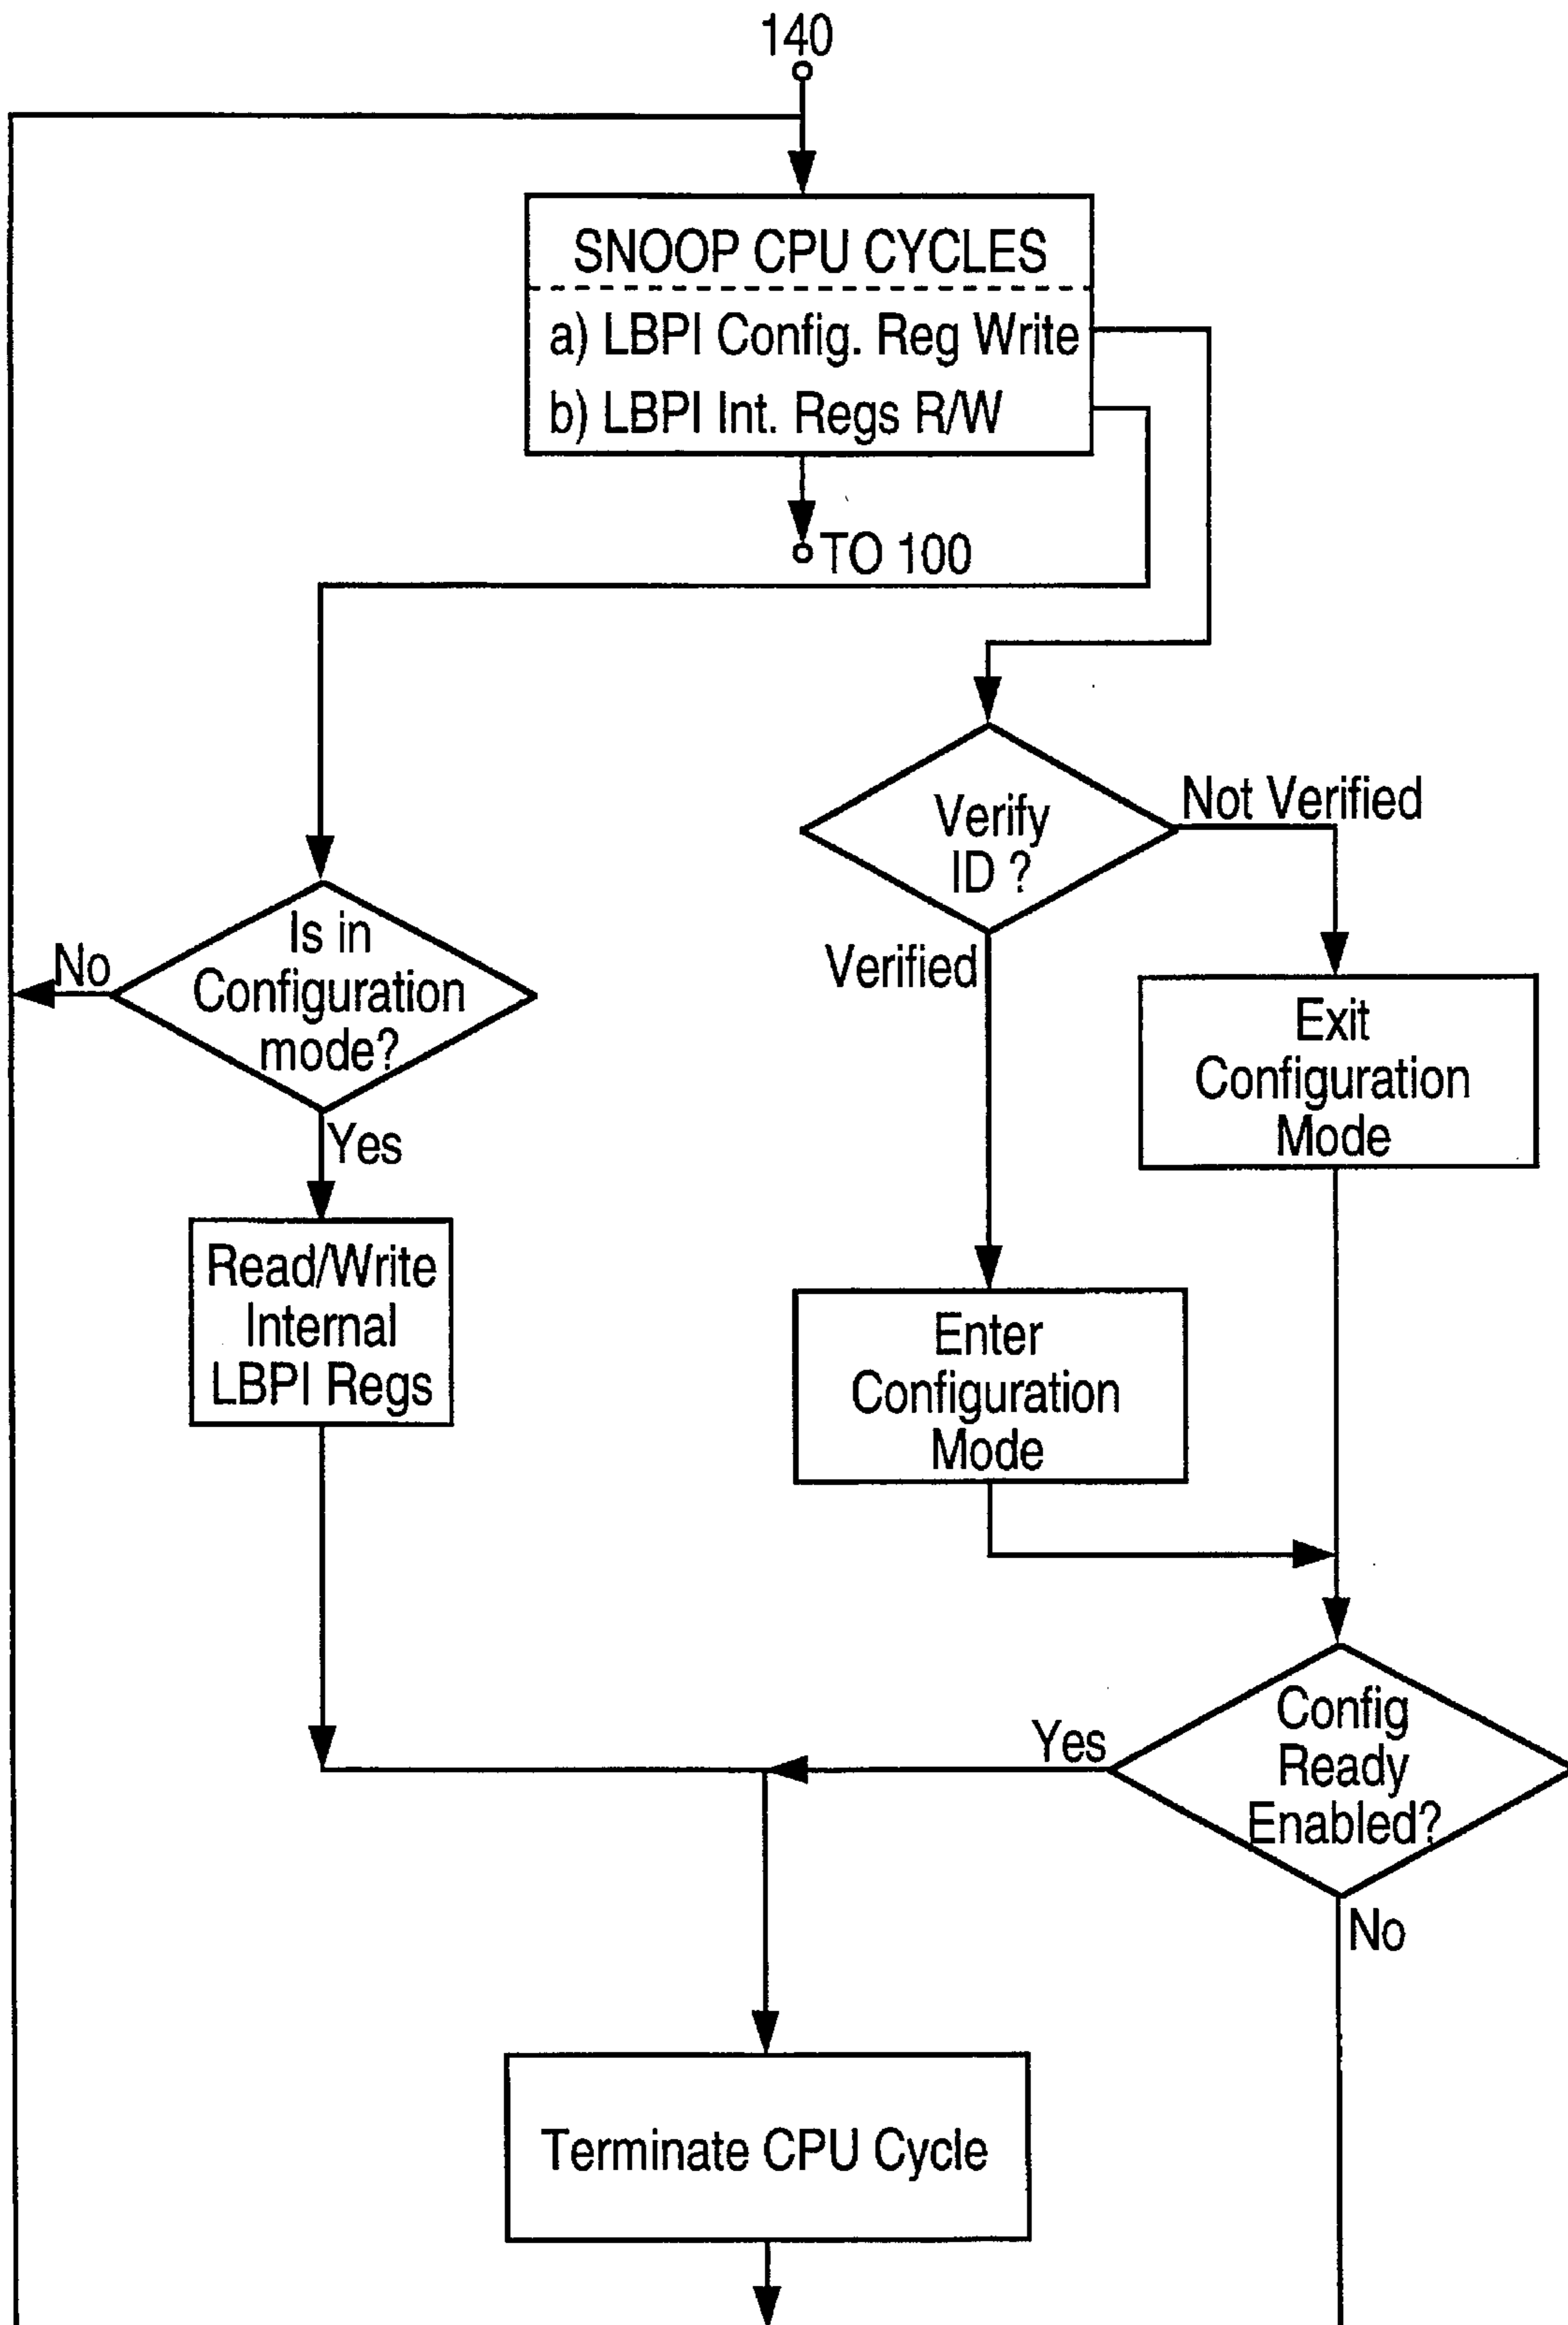 140
SNOOP CPU CYCLES
a) LBPI Config. Reg Write
b) LBPI Int. Regs R/W
TO 100
Verify
ID ?
Not Verified
Verified
Is in
Configuration
mode?
No
Yes
Exit
Configuration
Mode
Read/Write
Internal
LBPI Regs
Enter
Configuration
Mode
Config
Ready
Enabled?
Yes
No
Terminate CPU Cycle